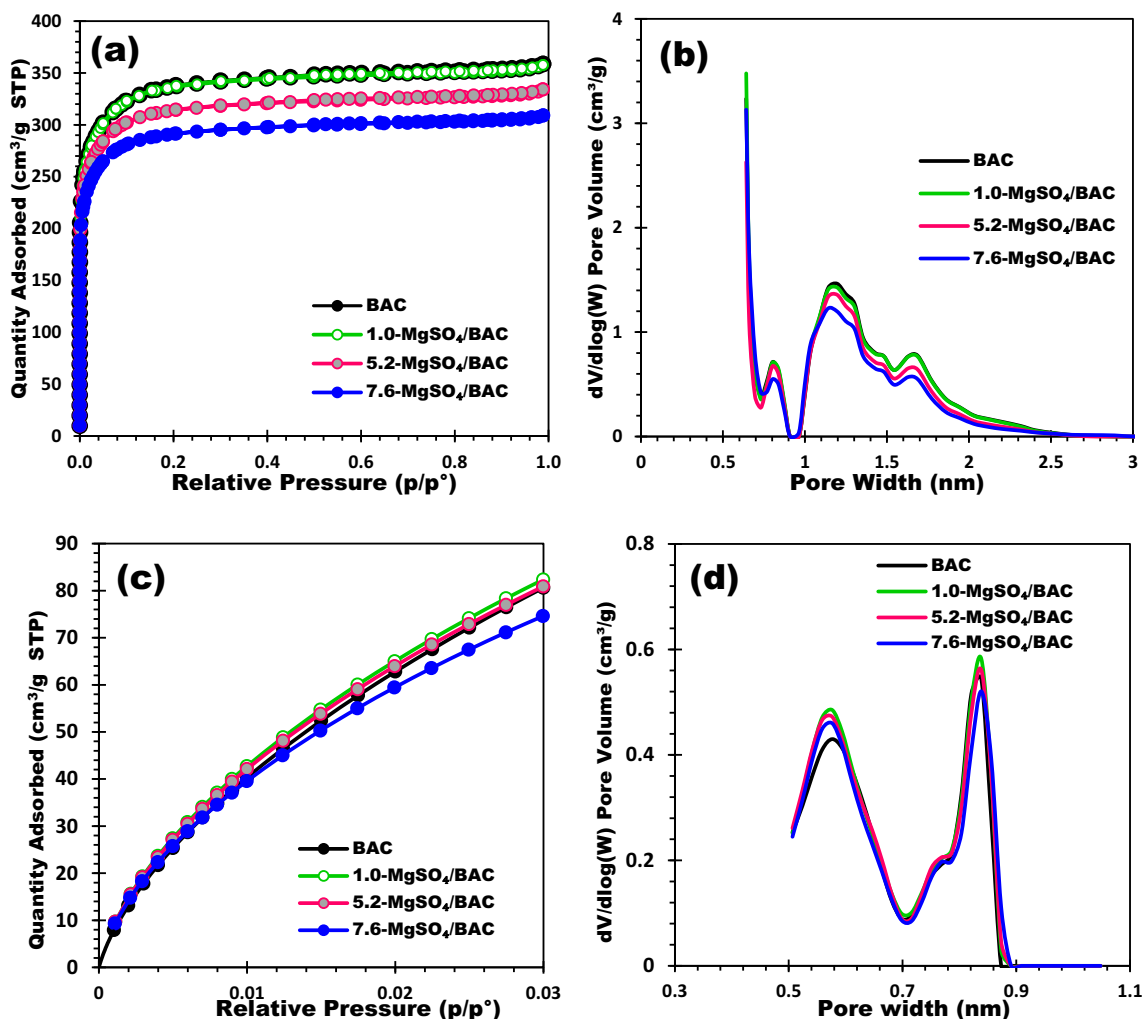 (a)
Quantity Adsorbed (cm³/g STP)
400
350
300
250
200
150
100
50
0
BAC
1.0-MgSO₄/BAC
5.2-MgSO₄/BAC
7.6-MgSO₄/BAC
0.0 0.2 0.4 0.6 0.8 1.0
Relative Pressure (p/p°)
(b)
dV/dlog(W) Pore Volume (cm³/g)
4
3
2
1
0
BAC
1.0-MgSO₄/BAC
5.2-MgSO₄/BAC
7.6-MgSO₄/BAC
0 0.5 1 1.5 2 2.5 3
Pore Width (nm)
(c)
Quantity Adsorbed (cm³/g STP)
90
80
70
60
50
40
30
20
10
0
BAC
1.0-MgSO₄/BAC
5.2-MgSO₄/BAC
7.6-MgSO₄/BAC
0 0.01 0.02 0.03
Relative Pressure (p/p°)
(d)
dV/dlog(W) Pore Volume (cm³/g)
0.8
0.6
0.4
0.2
0
BAC
1.0-MgSO₄/BAC
5.2-MgSO₄/BAC
7.6-MgSO₄/BAC
0.3 0.5 0.7 0.9 1.1
Pore width (nm)